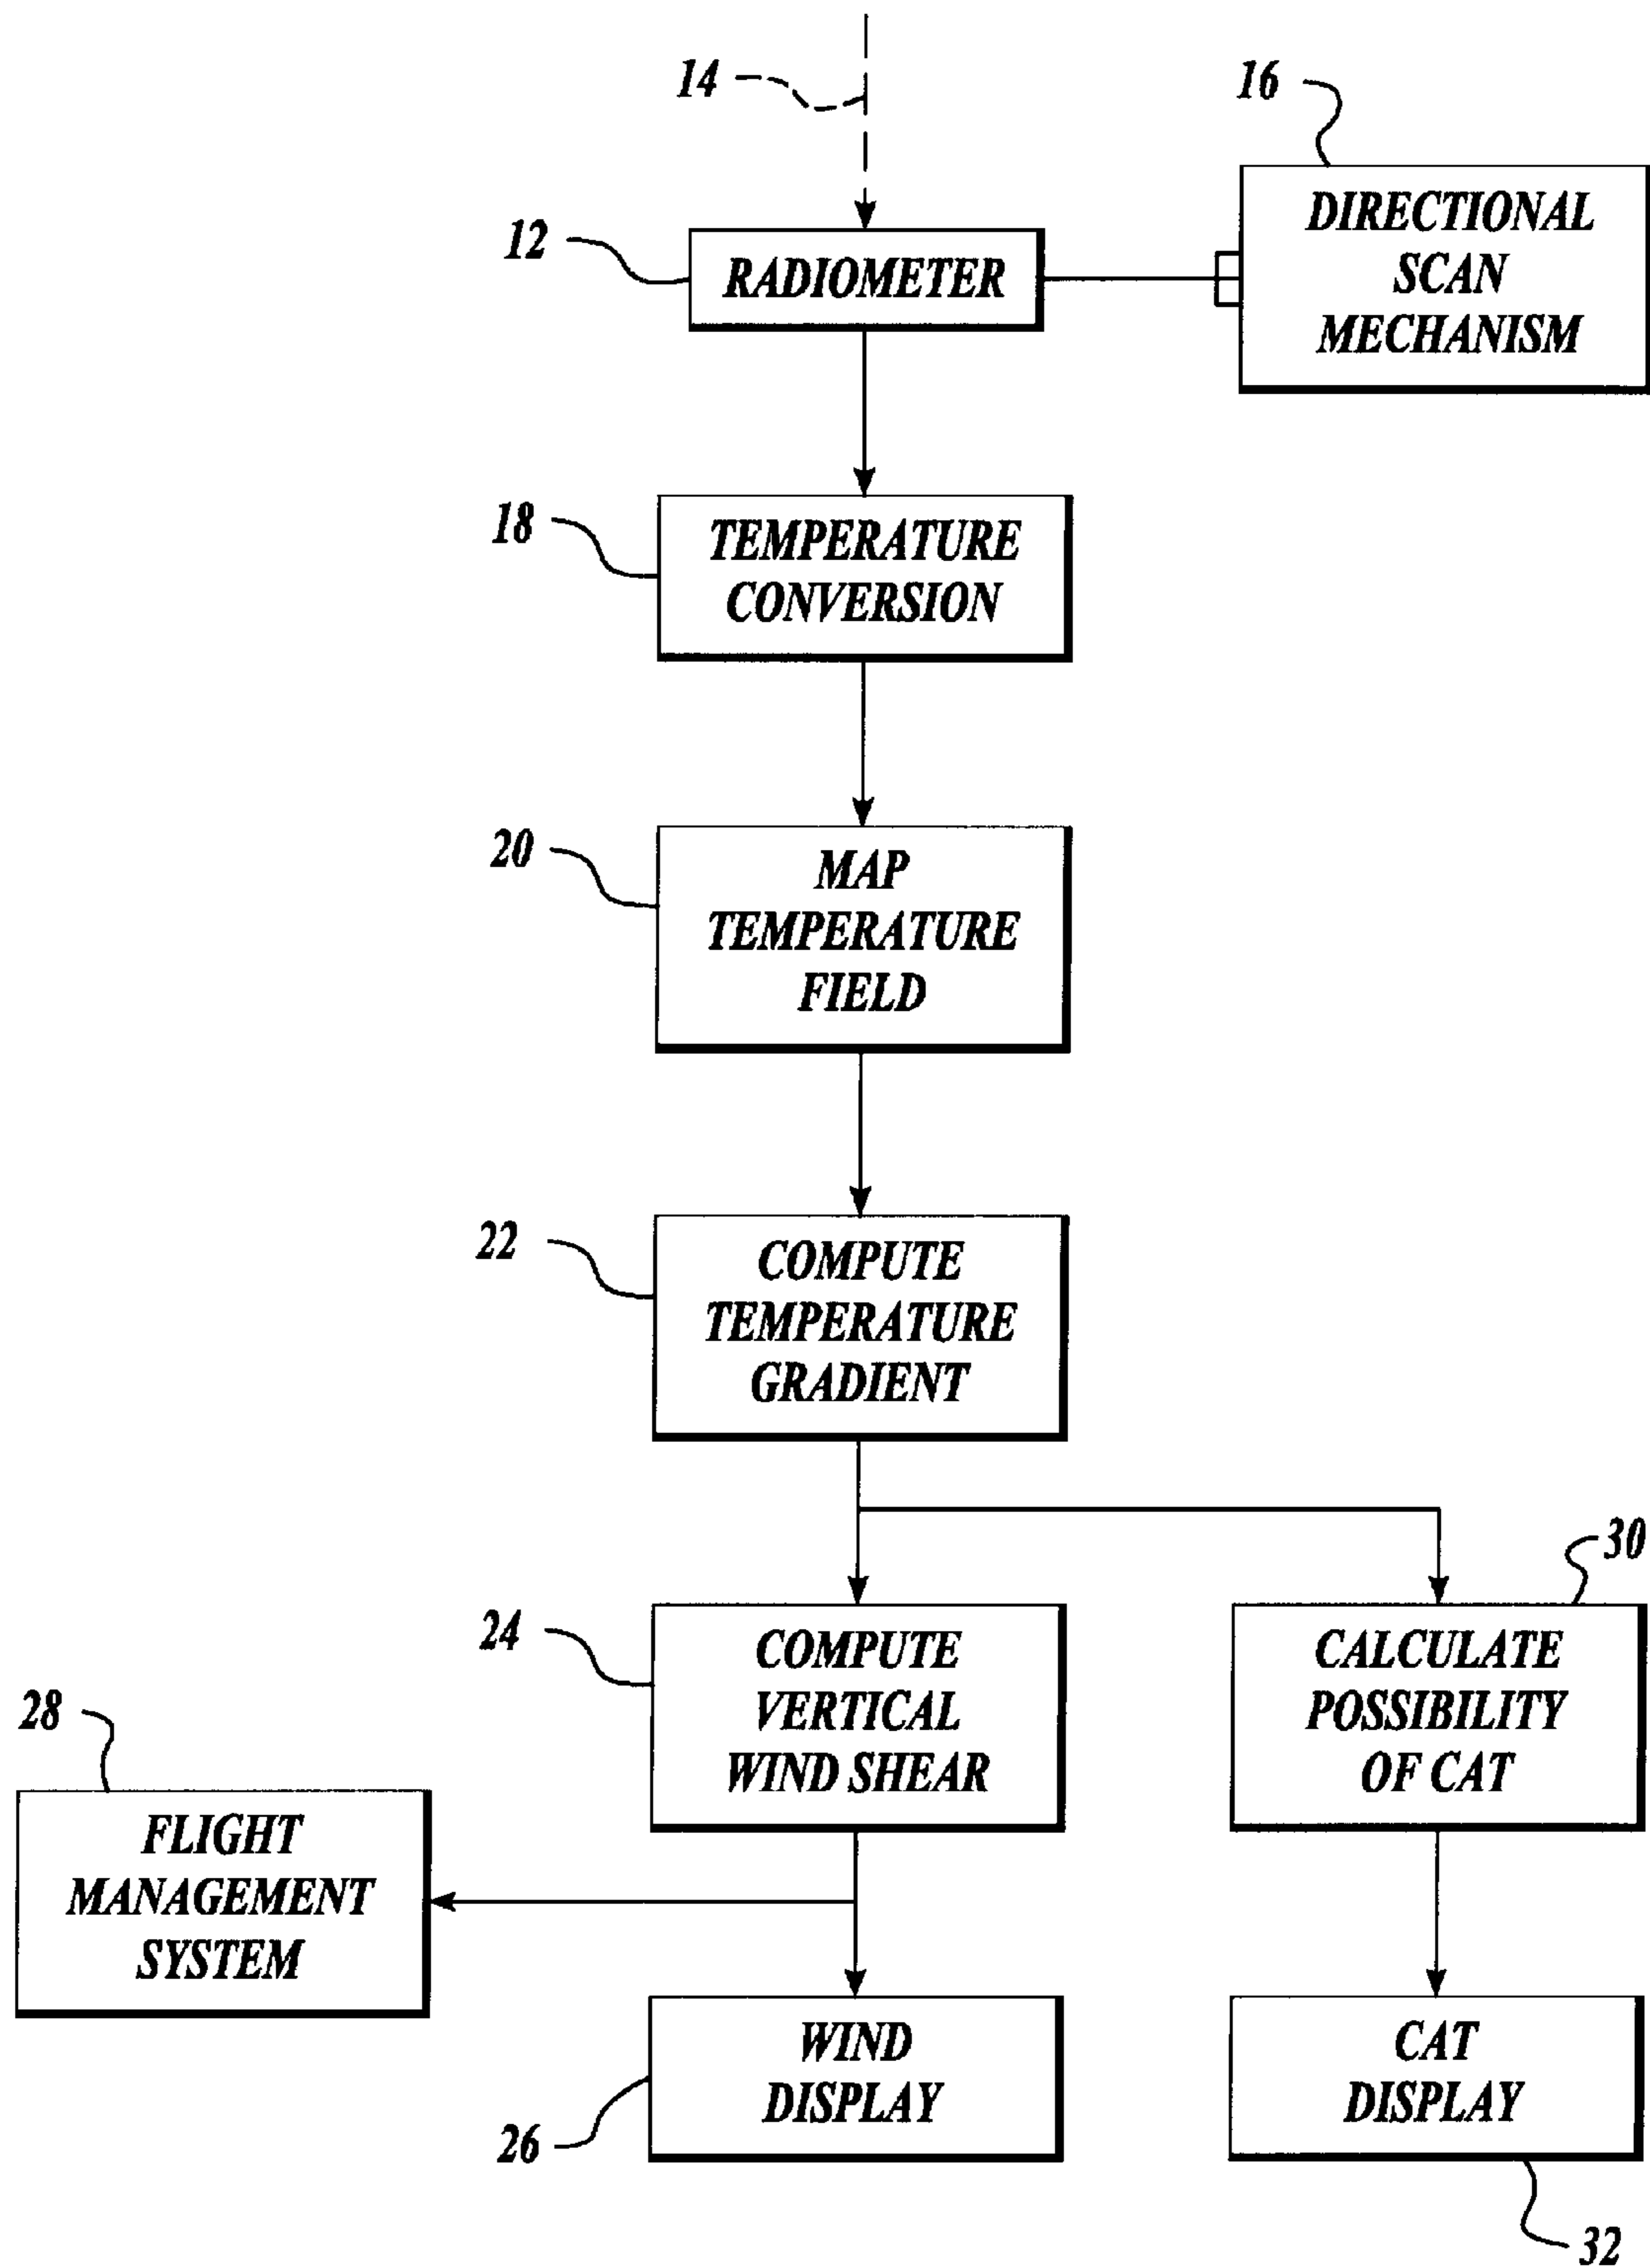 14
16
DIRECTIONAL
SCAN
MECHANISM
12
RADIOMETER
18
TEMPERATURE
CONVERSION
20
MAP
TEMPERATURE
FIELD
22
COMPUTE
TEMPERATURE
GRADIENT
30
24
COMPUTE
VERTICAL
WIND SHEAR
CALCULATE
POSSIBILITY
OF CAT
28
FLIGHT
MANAGEMENT
SYSTEM
WIND
DISPLAY
26
CAT
DISPLAY
32